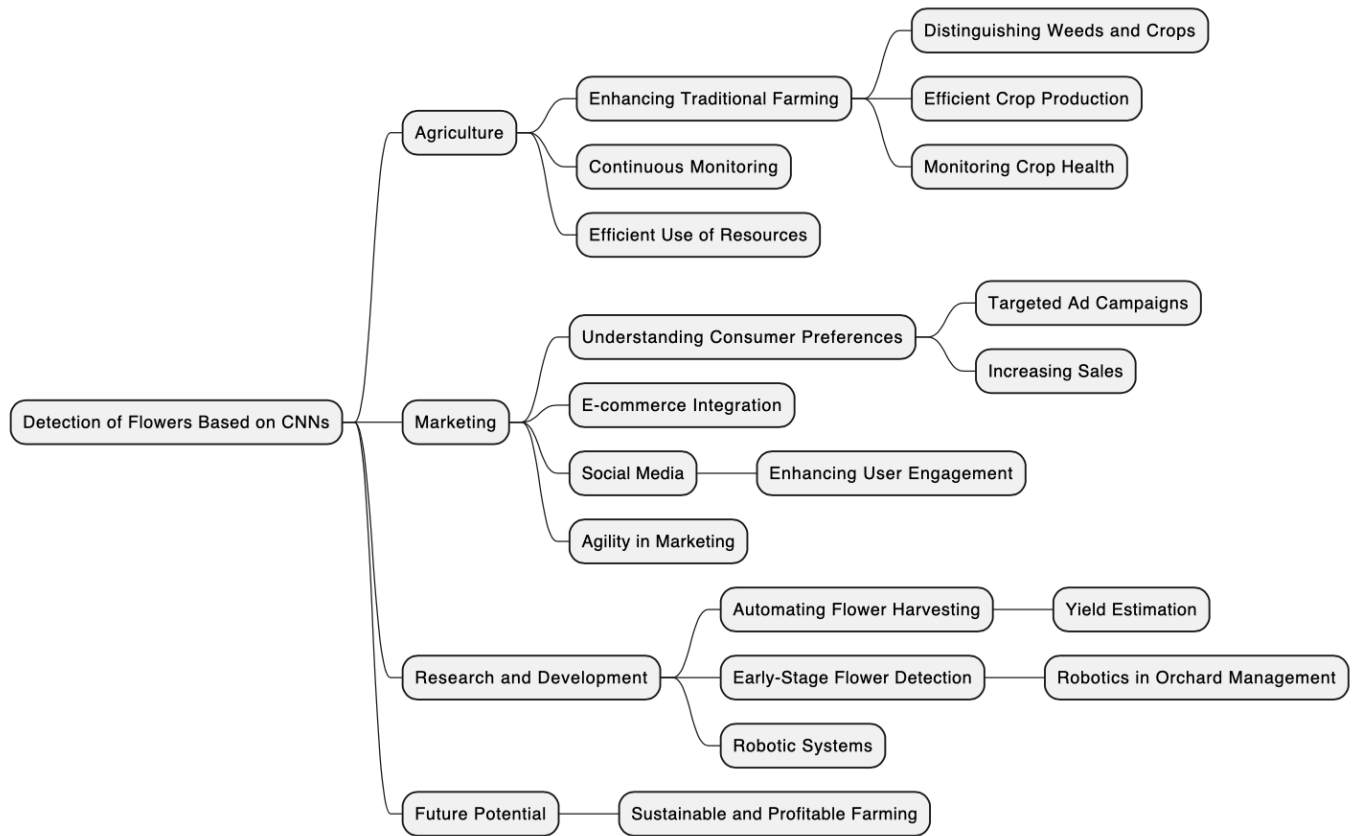 Detection of Flowers Based on CNNs
Agriculture
Enhancing Traditional Farming
Distinguishing Weeds and Crops
Efficient Crop Production
Monitoring Crop Health
Continuous Monitoring
Efficient Use of Resources
Marketing
Understanding Consumer Preferences
Targeted Ad Campaigns
Increasing Sales
E-commerce Integration
Social Media
Enhancing User Engagement
Agility in Marketing
Research and Development
Automating Flower Harvesting
Yield Estimation
Early-Stage Flower Detection
Robotics in Orchard Management
Robotic Systems
Future Potential
Sustainable and Profitable Farming